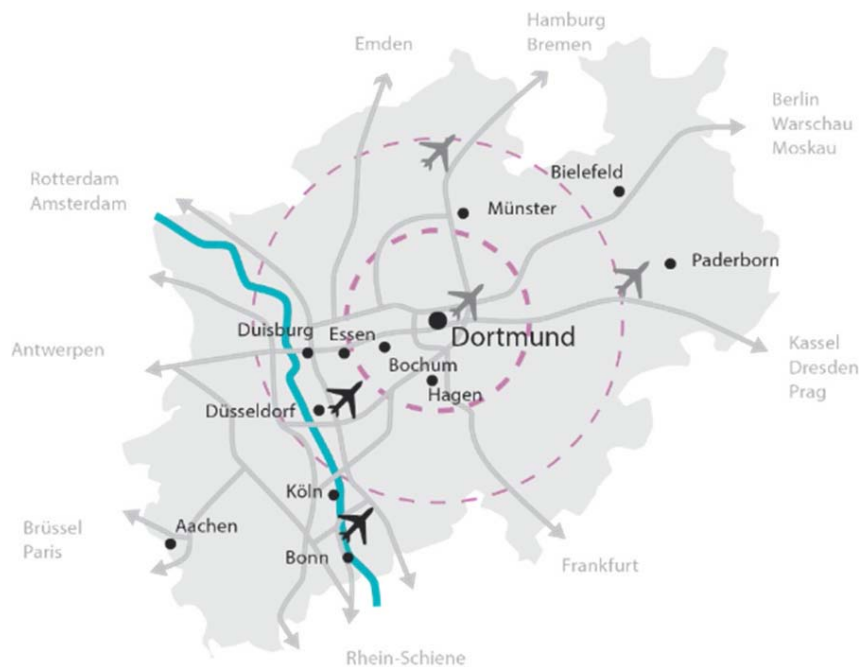 Hamburg
Bremen
Emden
Berlin
Warschau
Moskau
Rotterdam
Amsterdam
Bielefeld
Münster
Paderborn
Duisburg
Essen
Dortmund
Antwerpen
Bochum
Kassel
Dresden
Prag
Hagen
Düsseldorf
Köln
Aachen
Brüssel
Paris
Bonn
Frankfurt
Rhein-Schiene